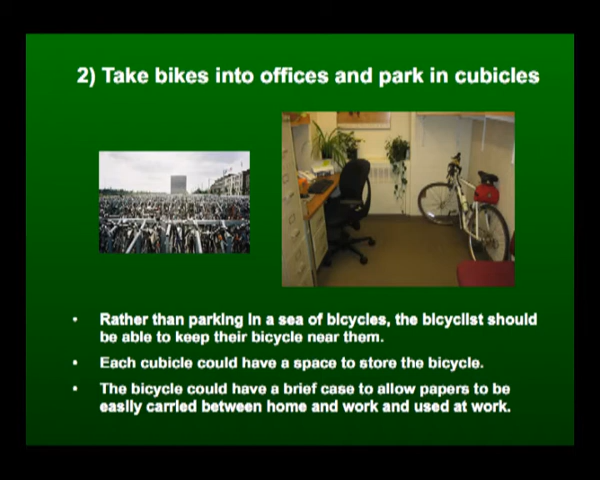 2) Take bikes into offices and park in cubicles
• Rather than parking in a sea of bicycles, the bicyclist should
be able to keep their bicycle near them.
• Each cubicle could have a space to store the bicycle.
• The bicycle could have a brief case to allow papers to be
easily carried between home and work and used at work.